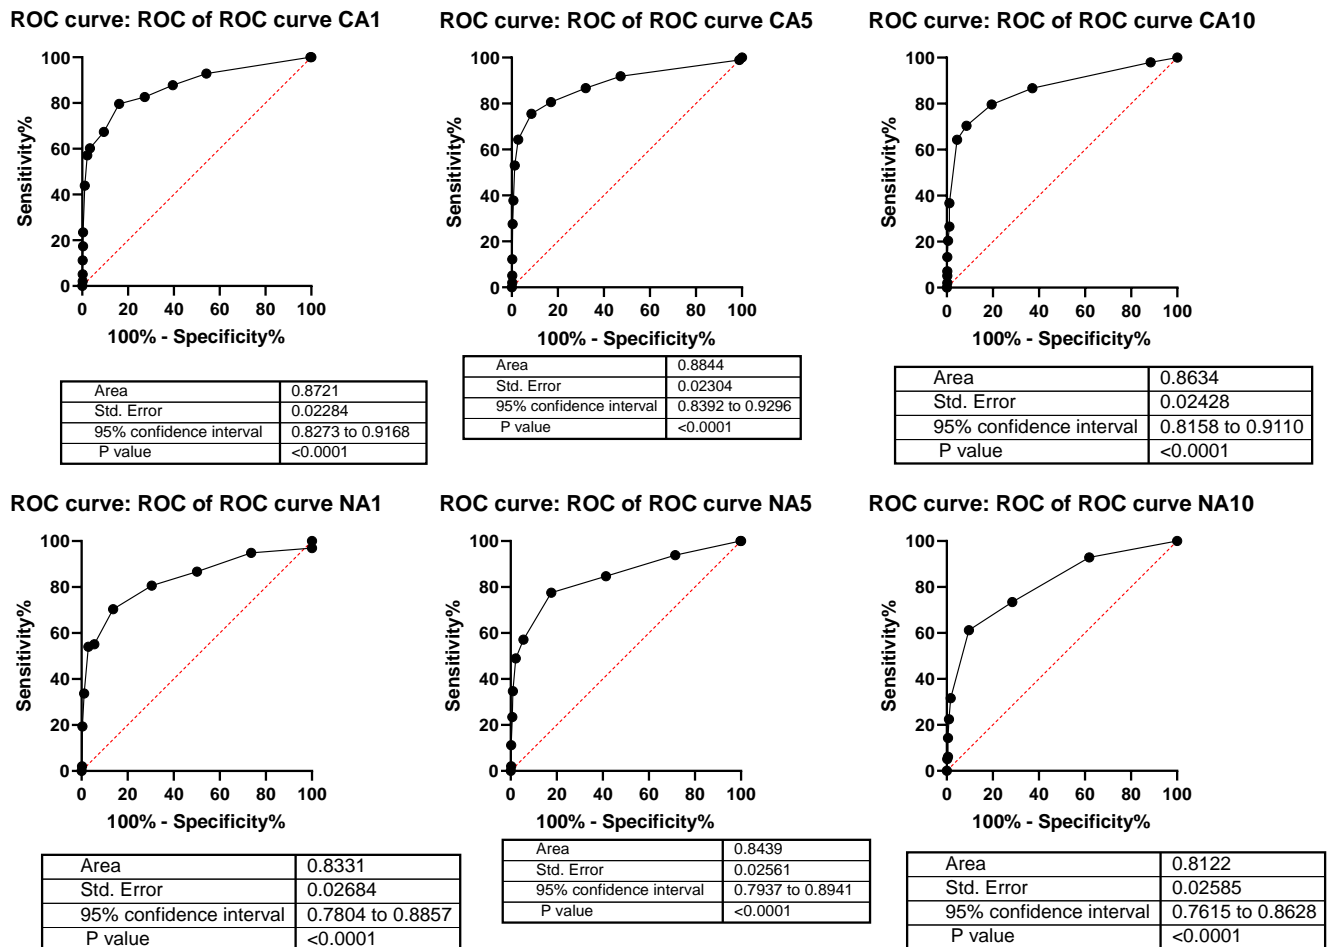 ROC curve: ROC of ROC curve CA1
100
80
60
40
20
0
Sensitivity%
0 20 40 60 80 100
100% - Specificity%
Area 0.8721
Std. Error 0.02284
95% confidence interval 0.8273 to 0.9168
P value <0.0001
ROC curve: ROC of ROC curve CA5
100
80
60
40
20
0
Sensitivity%
0 20 40 60 80 100
100% - Specificity%
Area 0.8844
Std. Error 0.02304
95% confidence interval 0.8392 to 0.9296
P value <0.0001
ROC curve: ROC of ROC curve CA10
100
80
60
40
20
0
Sensitivity%
0 20 40 60 80 100
100% - Specificity%
Area 0.8634
Std. Error 0.02428
95% confidence interval 0.8158 to 0.9110
P value <0.0001
ROC curve: ROC of ROC curve NA1
100
80
60
40
20
0
Sensitivity%
0 20 40 60 80 100
100% - Specificity%
Area 0.8331
Std. Error 0.02684
95% confidence interval 0.7804 to 0.8857
P value <0.0001
ROC curve: ROC of ROC curve NA5
100
80
60
40
20
0
Sensitivity%
0 20 40 60 80 100
100% - Specificity%
Area 0.8439
Std. Error 0.02561
95% confidence interval 0.7937 to 0.8941
P value <0.0001
ROC curve: ROC of ROC curve NA10
100
80
60
40
20
0
Sensitivity%
0 20 40 60 80 100
100% - Specificity%
Area 0.8122
Std. Error 0.02585
95% confidence interval 0.7615 to 0.8628
P value <0.0001